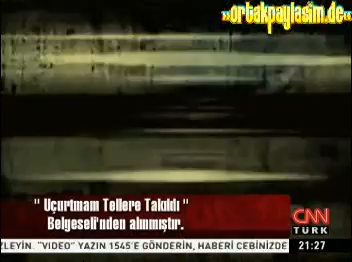 »ortakpaylasim.de«
" Uçurtmam Tellere Takıldı "
Belgeseli'nden alınmıştır.
CNN
TÜRK
ZLEYİN. “VIDEO” YAZIN 1545'E GÖNDERİN, HABERİ CEBİNİZDE
21:27